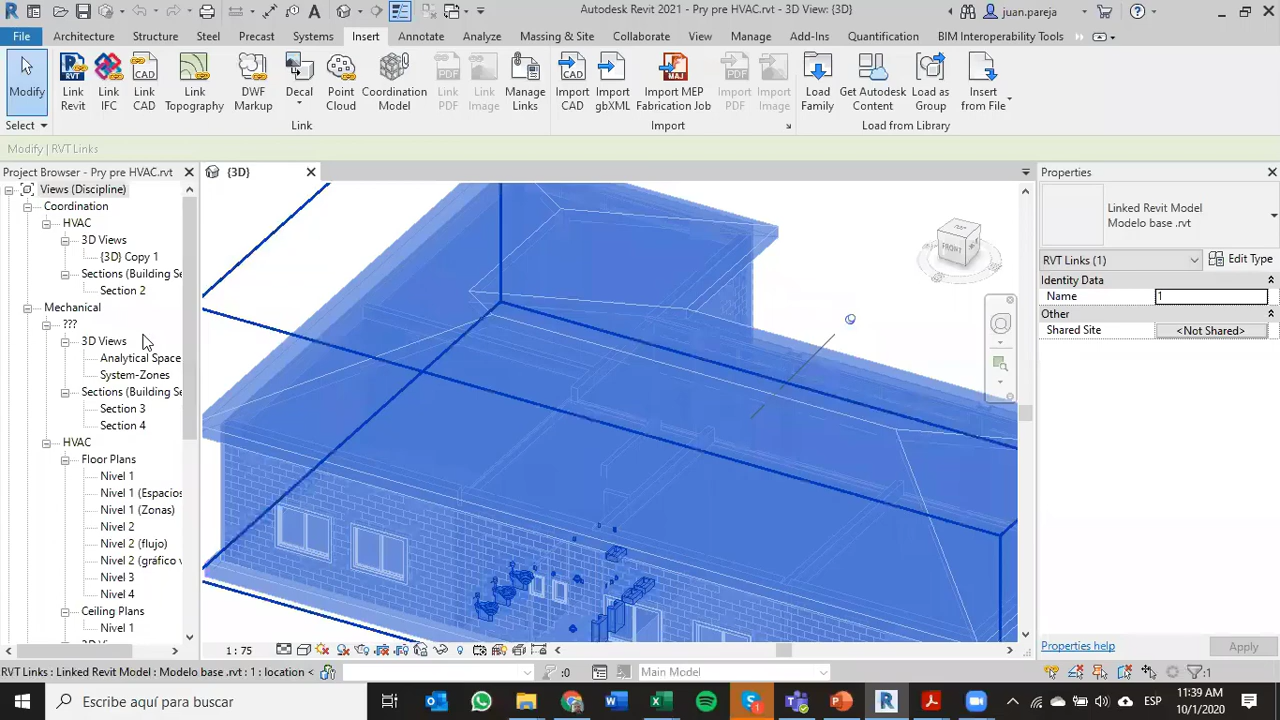 Autodesk Revit 2021 - Pry pre HVAC.rvt - 3D View: {3D}
juan.pareja
File Architecture Structure Steel Precast Systems Insert Annotate Analyze Massing & Site Collaborate View Manage Add-Ins Quantification BIM Interoperability Tools
Modify
Link Revit
Link IFC
Link CAD
Link Topography
DWF Markup
Decal
Point Cloud
Coordination Model
Link PDF
Link Image
Manage Links
Import CAD
Import gbXML
Import MEP Fabrication Job
Import PDF
Import Image
Load Family
Get Autodesk Content
Load as Group
Insert from File
Select
Link
Import
Load from Library
Modify | RVT Links
Project Browser - Pry pre HVAC.rvt
{3D}
Properties
Views (Discipline)
Coordination
HVAC
3D Views
{3D} Copy 1
Sections (Building Se
Section 2
Mechanical
???
3D Views
Analytical Space
System-Zones
Sections (Building Se
Section 3
Section 4
HVAC
Floor Plans
Nivel 1
Nivel 1 (Espacios
Nivel 1 (Zonas)
Nivel 2
Nivel 2 (flujo)
Nivel 2 (gráfico v
Nivel 3
Nivel 4
Ceiling Plans
Nivel 1
FRONT
Linked Revit Model
Modelo base .rvt
RVT Links (1)
Edit Type
Identity Data
Name 1
Other
Shared Site <Not Shared>
Properties help
Apply
1 : 75
RVT Links : Linked Revit Model : Modelo base .rvt : 1 : location <
:0
Main Model
:1
Escribe aquí para buscar
ESP
11:39 AM
10/1/2020